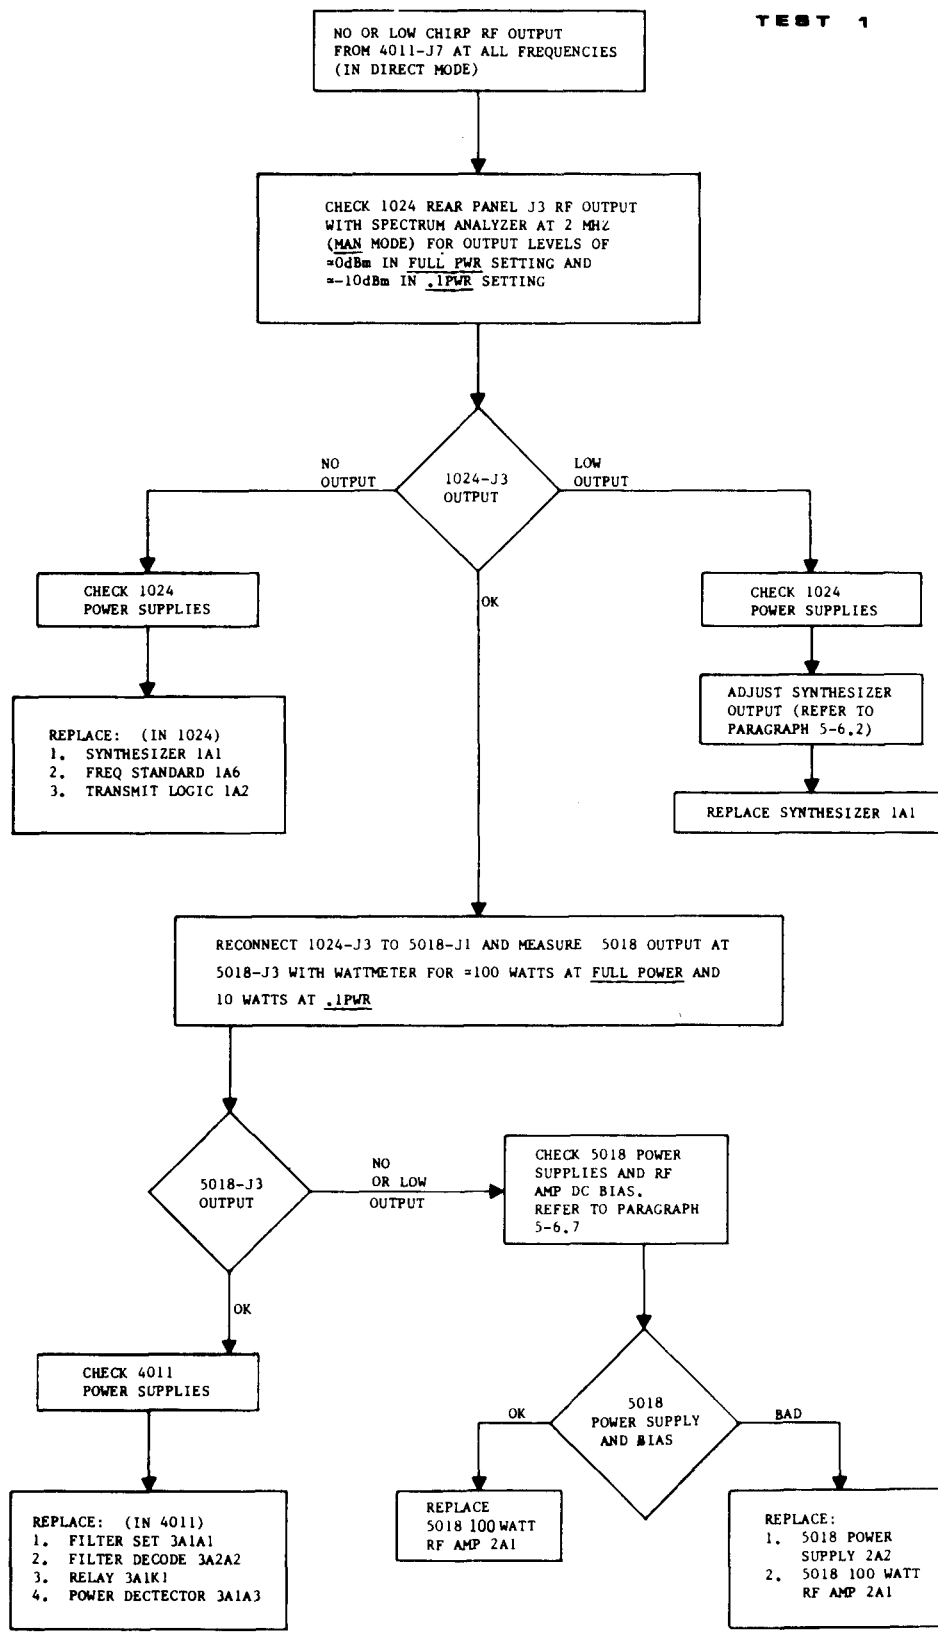 TEST 1
NO OR LOW CHIRP RF OUTPUT
FROM 4011-J7 AT ALL FREQUENCIES
(IN DIRECT MODE)
CHECK 1024 REAR PANEL J3 RF OUTPUT
WITH SPECTRUM ANALYZER AT 2 MHZ
(MAN MODE) FOR OUTPUT LEVELS OF
≈0dBm IN FULL PWR SETTING AND
≈-10dBm IN .1PWR SETTING
NO
OUTPUT
1024-J3
OUTPUT
LOW
OUTPUT
OK
CHECK 1024
POWER SUPPLIES
REPLACE: (IN 1024)
1. SYNTHESIZER 1A1
2. FREQ STANDARD 1A6
3. TRANSMIT LOGIC 1A2
CHECK 1024
POWER SUPPLIES
ADJUST SYNTHESIZER
OUTPUT (REFER TO
PARAGRAPH 5-6.2)
REPLACE SYNTHESIZER 1A1
RECONNECT 1024-J3 TO 5018-J1 AND MEASURE 5018 OUTPUT AT
5018-J3 WITH WATTMETER FOR ≈100 WATTS AT FULL POWER AND
10 WATTS AT .1PWR
5018-J3
OUTPUT
NO
OR LOW
OUTPUT
OK
CHECK 5018 POWER
SUPPLIES AND RF
AMP DC BIAS.
REFER TO PARAGRAPH
5-6.7
CHECK 4011
POWER SUPPLIES
REPLACE: (IN 4011)
1. FILTER SET 3A1A1
2. FILTER DECODE 3A2A2
3. RELAY 3A1K1
4. POWER DECTECTOR 3A1A3
5018
POWER SUPPLY
AND BIAS
OK
BAD
REPLACE
5018 100 WATT
RF AMP 2A1
REPLACE:
1. 5018 POWER
SUPPLY 2A2
2. 5018 100 WATT
RF AMP 2A1